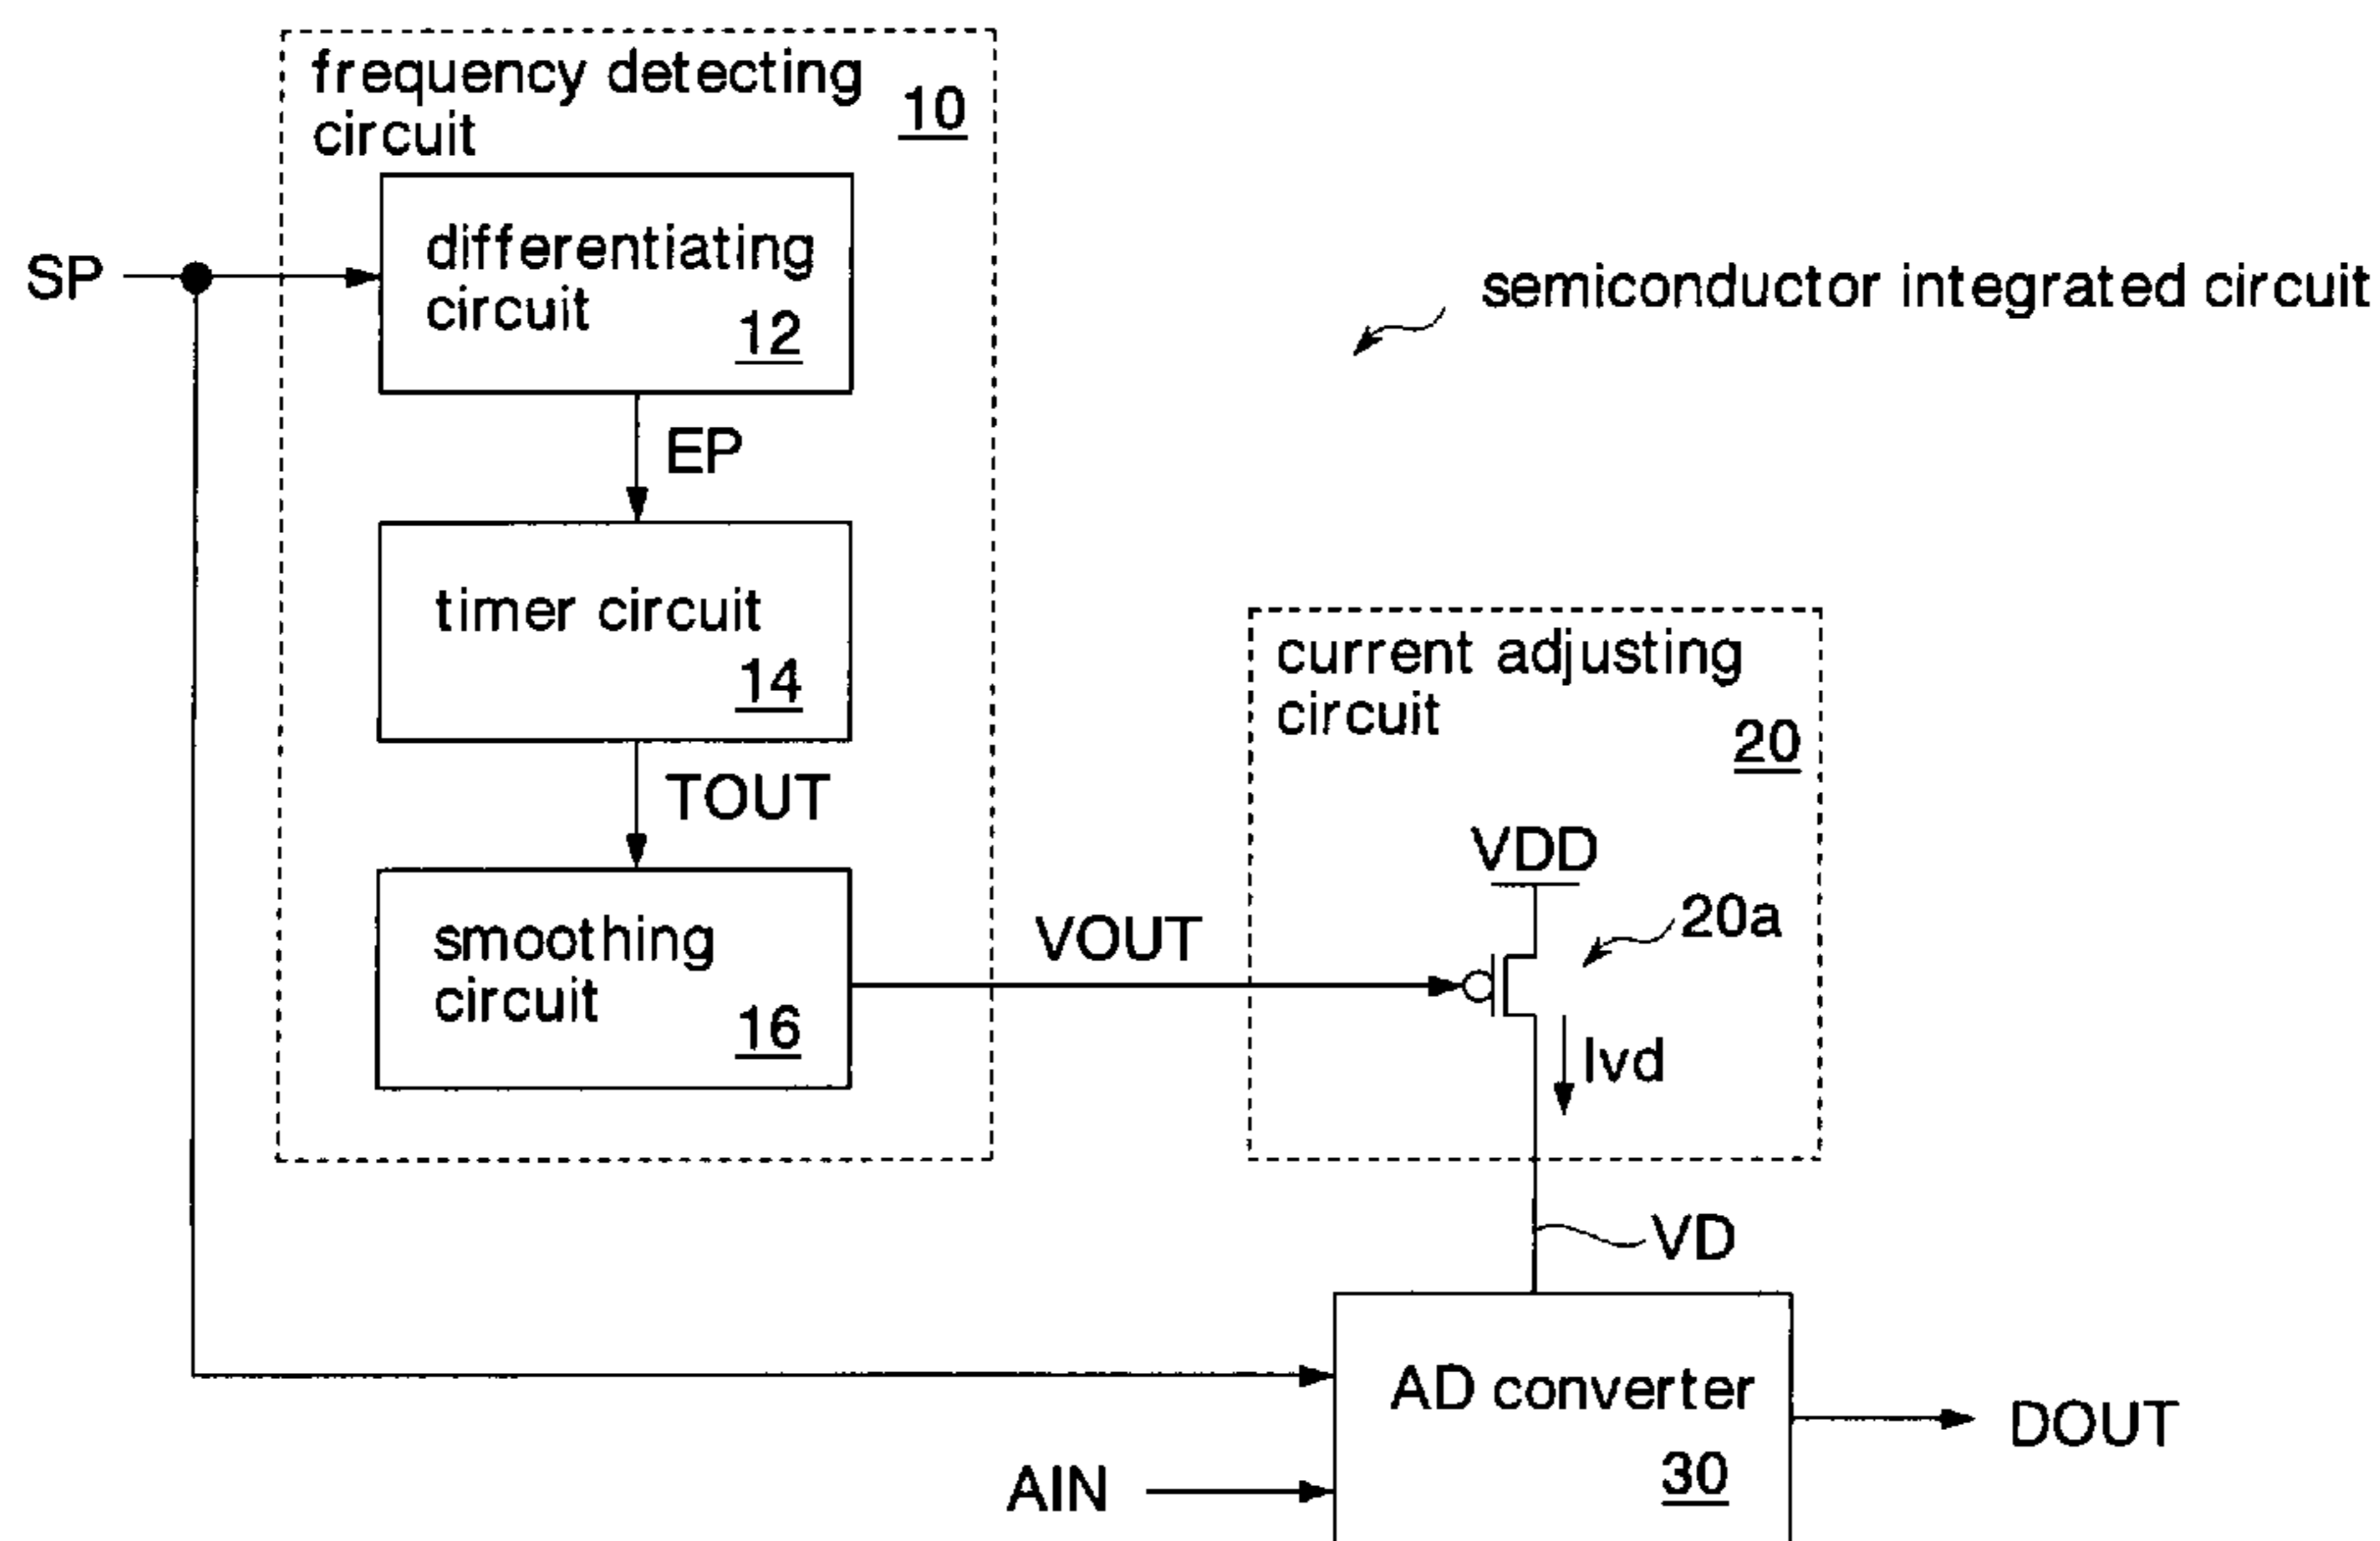 frequency detecting
circuit
10
SP
differentiating
circuit
12
semiconductor integrated circuit
EP
timer circuit
14
TOUT
smoothing
circuit
16
VOUT
current adjusting
circuit
20
VDD
20a
Ivd
VD
AD converter
30
AIN
DOUT